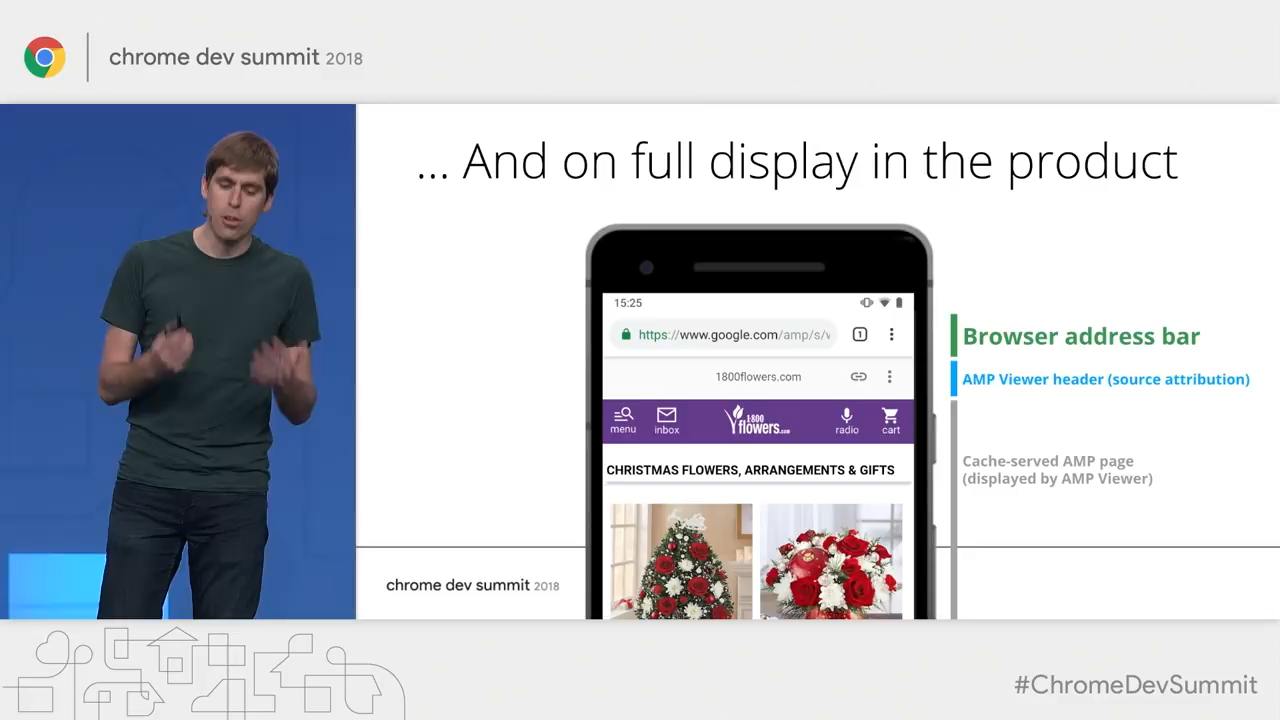 chrome dev summit 2018
... And on full display in the product
15:25
https://www.google.com/amp/s/v
1
1800flowers.com
menu
inbox
1·800
flowers.com
radio
cart
CHRISTMAS FLOWERS, ARRANGEMENTS & GIFTS
Browser address bar
AMP Viewer header (source attribution)
Cache-served AMP page
(displayed by AMP Viewer)
chrome dev summit 2018
#ChromeDevSummit